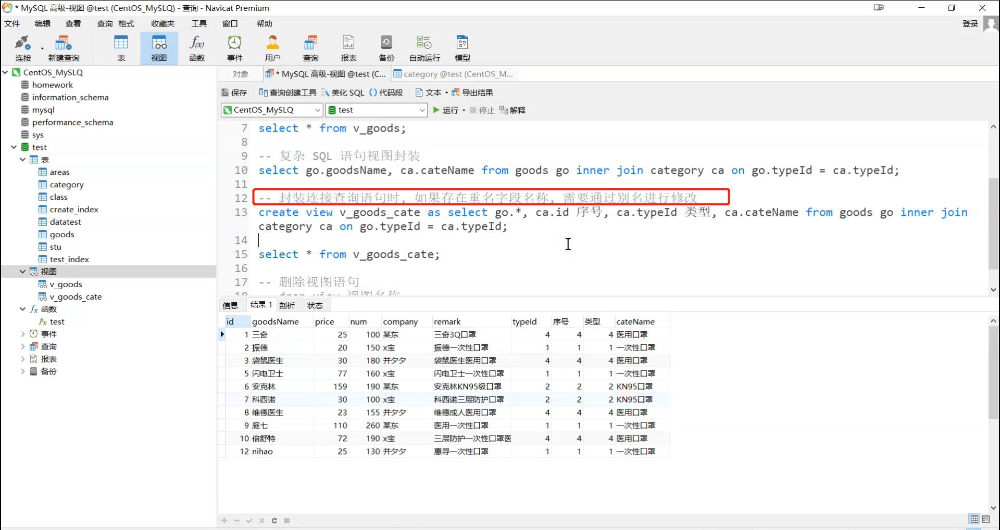 * MySQL 高级-视图 @test (CentOS_MySLQ) - 查询 - Navicat Premium
文件 编辑 查看 查询 格式 收藏夹 工具 窗口 帮助 登录
连接 新建查询 表 视图 函数 事件 用户 查询 报表 备份 自动运行 模型
CentOS_MySLQ
homework
information_schema
mysql
performance_schema
sys
test
表
areas
category
class
create_index
datatest
goods
stu
test_index
视图
v_goods
v_goods_cate
函数
test
事件
查询
报表
备份
对象 * MySQL 高级-视图 @test (C... category @test (CentOS_M...
保存 查询创建工具 美化 SQL () 代码段 文本 导出结果
CentOS_MySLQ test 运行 停止 解释
7 select * from v_goods;
8
9 -- 复杂 SQL 语句视图封装
10 select go.goodsName, ca.cateName from goods go inner join category ca on go.typeId = ca.typeId;
11
12 -- 封装连接查询语句时, 如果存在重名字段名称, 需要通过别名进行修改
13 create view v_goods_cate as select go.*, ca.id 序号, ca.typeId 类型, ca.cateName from goods go inner join
category ca on go.typeId = ca.typeId;
14
15 select * from v_goods_cate;
16
17 -- 删除视图语句
18 -- drop view 视图名称
信息 结果 1 剖析 状态
id goodsName price num company remark typeId 序号 类型 cateName
1 三奇 25 100 某东 三奇3Q口罩 4 4 4 医用口罩
2 振德 20 150 x宝 振德一次性口罩 1 1 1 一次性口罩
3 袋鼠医生 30 180 并夕夕 袋鼠医生医用口罩 4 4 4 医用口罩
5 闪电卫士 77 160 x宝 闪电卫士一次性口罩 1 1 1 一次性口罩
6 安克林 159 190 某东 安克林KN95级口罩 2 2 2 KN95口罩
7 科西诺 30 100 x宝 科西诺三层防护口罩 2 2 2 KN95口罩
8 维德医生 23 155 并夕夕 维德成人医用口罩 4 4 4 医用口罩
9 庭七 110 260 某东 医用一次性口罩 1 1 1 一次性口罩
10 倍舒特 72 190 x宝 三层防护一次性口罩医 4 4 4 医用口罩
12 nihao 25 130 并夕夕 惠寻一次性口罩 1 1 1 一次性口罩